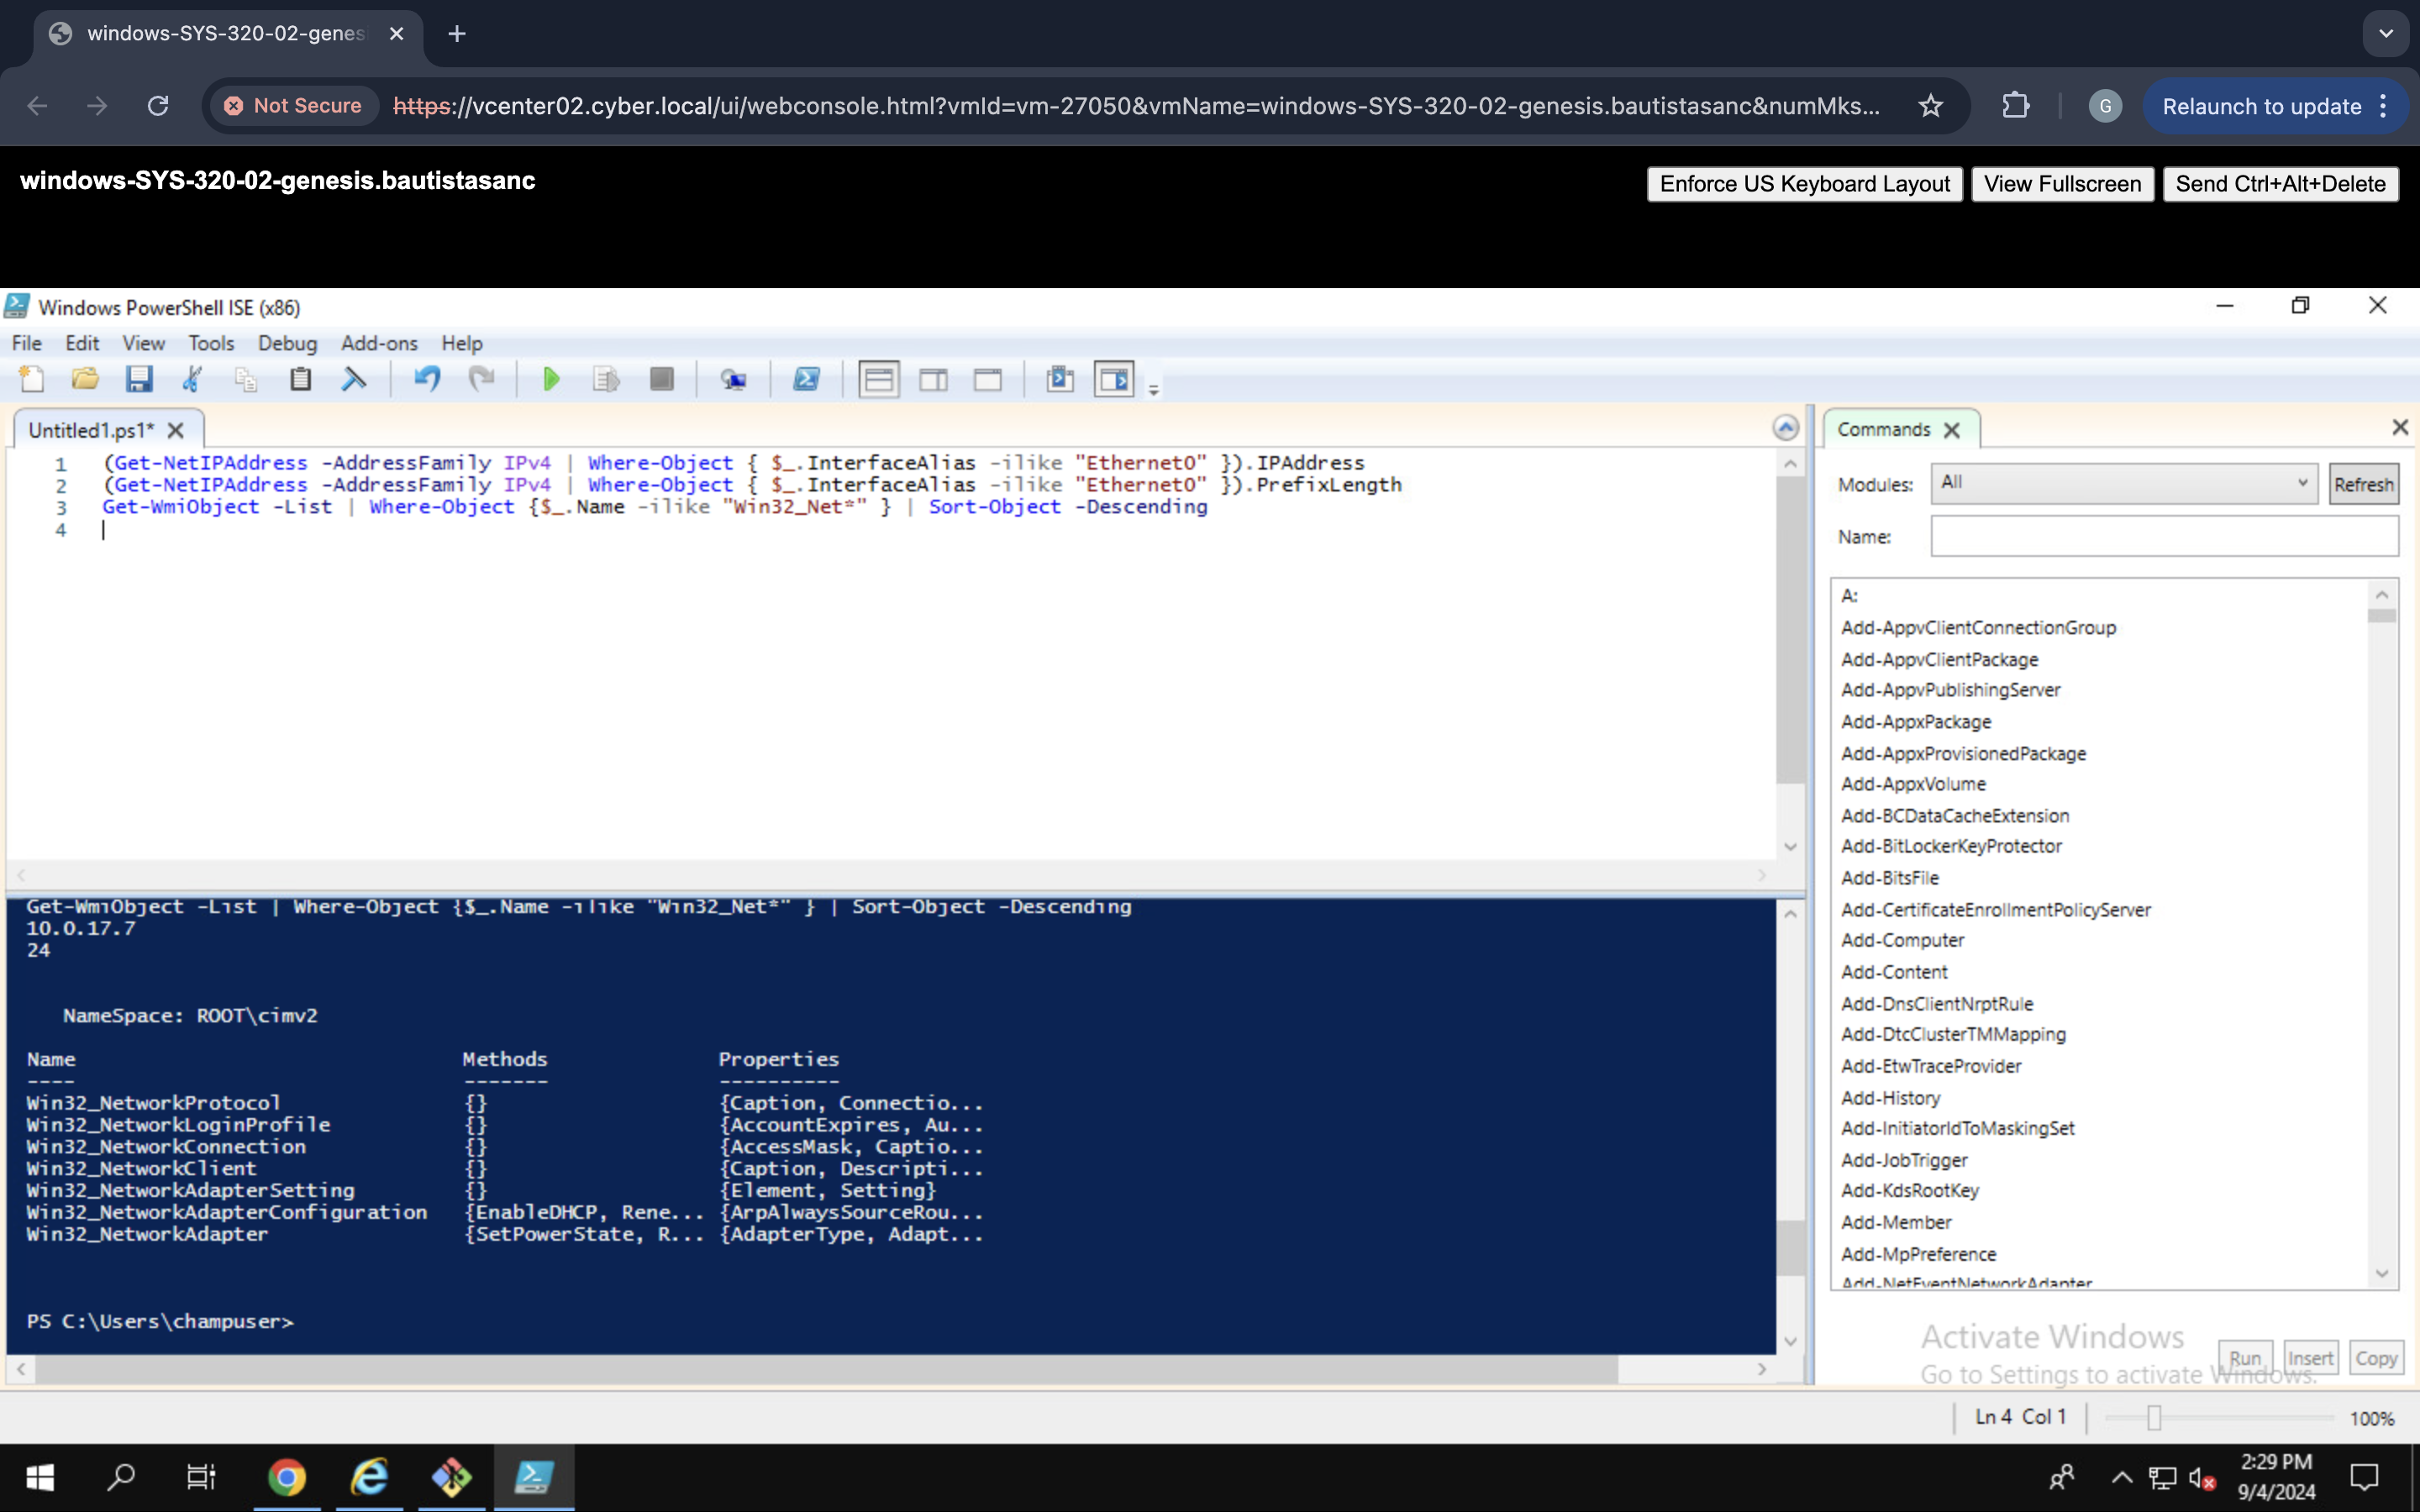 windows-SYS-320-02-genes
Not Secure
https://vcenter02.cyber.local/ui/webconsole.html?vmId=vm-27050&vmName=windows-SYS-320-02-genesis.bautistasanc&numMks...
G
Relaunch to update
windows-SYS-320-02-genesis.bautistasanc
Enforce US Keyboard Layout
View Fullscreen
Send Ctrl+Alt+Delete
Windows PowerShell ISE (x86)
File Edit View Tools Debug Add-ons Help
Untitled1.ps1*
1 (Get-NetIPAddress -AddressFamily IPv4 | Where-Object { $_.InterfaceAlias -ilike "Ethernet0" }).IPAddress
2 (Get-NetIPAddress -AddressFamily IPv4 | Where-Object { $_.InterfaceAlias -ilike "Ethernet0" }).PrefixLength
3 Get-WmiObject -List | Where-Object {$_.Name -ilike "Win32_Net*" } | Sort-Object -Descending
4
Get-WmiObject -List | Where-Object {$_.Name -ilike "Win32_Net*" } | Sort-Object -Descending
10.0.17.7
24
NameSpace: ROOT\cimv2
Name Methods Properties
---- ------- ----------
Win32_NetworkProtocol {} {Caption, Connectio...
Win32_NetworkLoginProfile {} {AccountExpires, Au...
Win32_NetworkConnection {} {AccessMask, Captio...
Win32_NetworkClient {} {Caption, Descripti...
Win32_NetworkAdapterSetting {} {Element, Setting}
Win32_NetworkAdapterConfiguration {EnableDHCP, Rene... {ArpAlwaysSourceRou...
Win32_NetworkAdapter {SetPowerState, R... {AdapterType, Adapt...
PS C:\Users\champuser>
Commands
Modules: All Refresh
Name:
A:
Add-AppvClientConnectionGroup
Add-AppvClientPackage
Add-AppvPublishingServer
Add-AppxPackage
Add-AppxProvisionedPackage
Add-AppxVolume
Add-BCDataCacheExtension
Add-BitLockerKeyProtector
Add-BitsFile
Add-CertificateEnrollmentPolicyServer
Add-Computer
Add-Content
Add-DnsClientNrptRule
Add-DtcClusterTMMapping
Add-EtwTraceProvider
Add-History
Add-InitiatorIdToMaskingSet
Add-JobTrigger
Add-KdsRootKey
Add-Member
Add-MpPreference
Add-NetEventNetworkAdapter
Activate Windows
Go to Settings to activate Windows.
Run Insert Copy
Ln 4 Col 1
100%
2:29 PM
9/4/2024